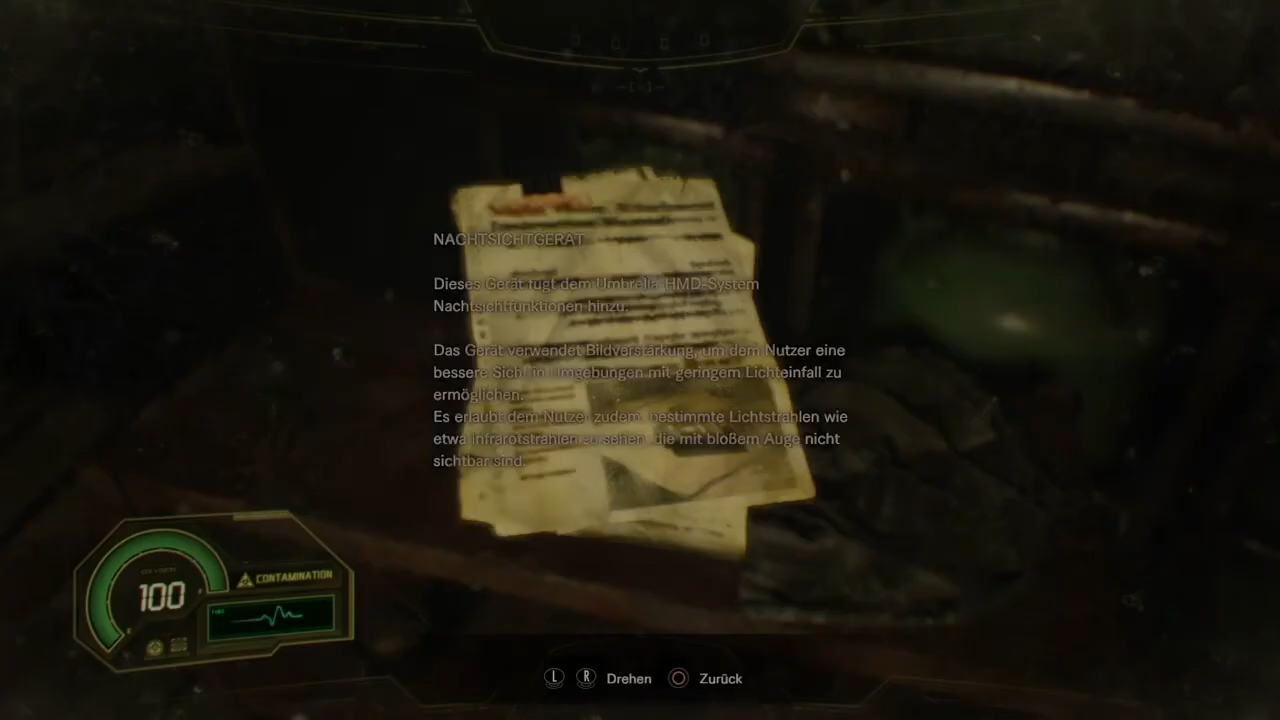 NACHTSICHTGERÄT
Dieses Gerät fügt dem Umbrella-HMD-System
Nachtsichtfunktionen hinzu.
Das Gerät verwendet Bildverstärkung, um dem Nutzer eine
bessere Sicht in Umgebungen mit geringem Lichteinfall zu
ermöglichen.
Es erlaubt dem Nutzer zudem, bestimmte Lichtstrahlen wie
etwa Infrarotstrahlen zu sehen, die mit bloßem Auge nicht
sichtbar sind.
CONTAMINATION
100
L R Drehen Zurück